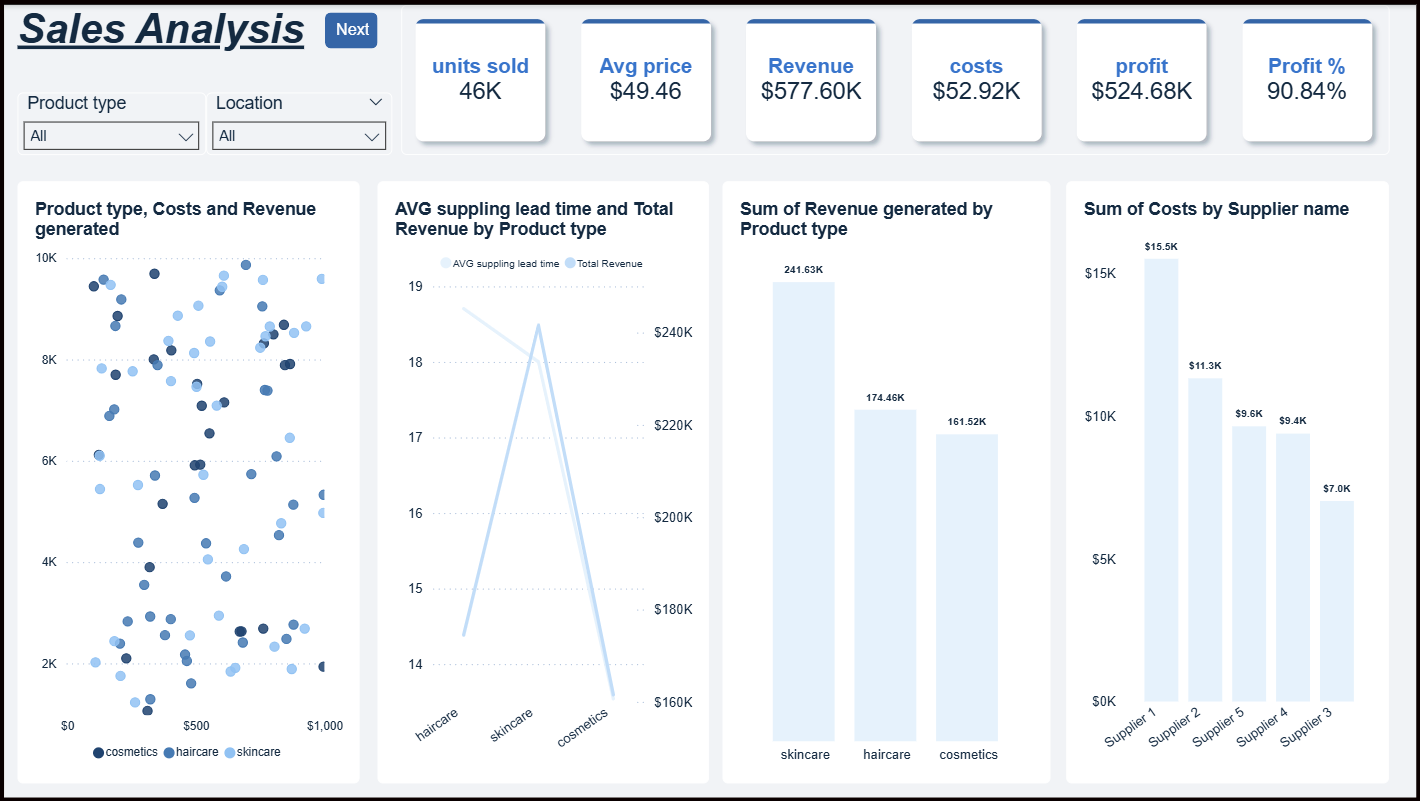 Sales Analysis
Next
Product type
All
Location
All
units sold
46K
Avg price
$49.46
Revenue
$577.60K
costs
$52.92K
profit
$524.68K
Profit %
90.84%
Product type, Costs and Revenue
generated
10K
8K
6K
4K
2K
$0
$500
$1,000
cosmetics
haircare
skincare
AVG suppling lead time and Total
Revenue by Product type
AVG suppling lead time
Total Revenue
19
18
17
16
15
14
$240K
$220K
$200K
$180K
$160K
haircare
skincare
cosmetics
Sum of Revenue generated by
Product type
241.63K
174.46K
161.52K
skincare
haircare
cosmetics
Sum of Costs by Supplier name
$15K
$10K
$5K
$0K
$15.5K
$11.3K
$9.6K
$9.4K
$7.0K
Supplier 1
Supplier 2
Supplier 5
Supplier 4
Supplier 3